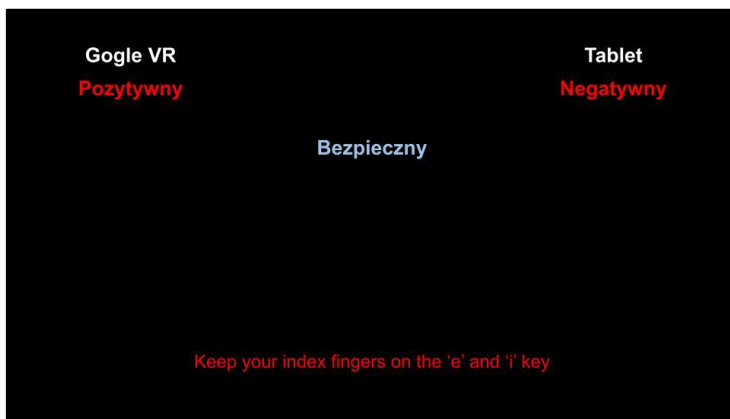 Gogle VR
Tablet
Pozytywny
Negatywny
Bezpieczny
Keep your index fingers on the ‘e’ and ‘i’ key